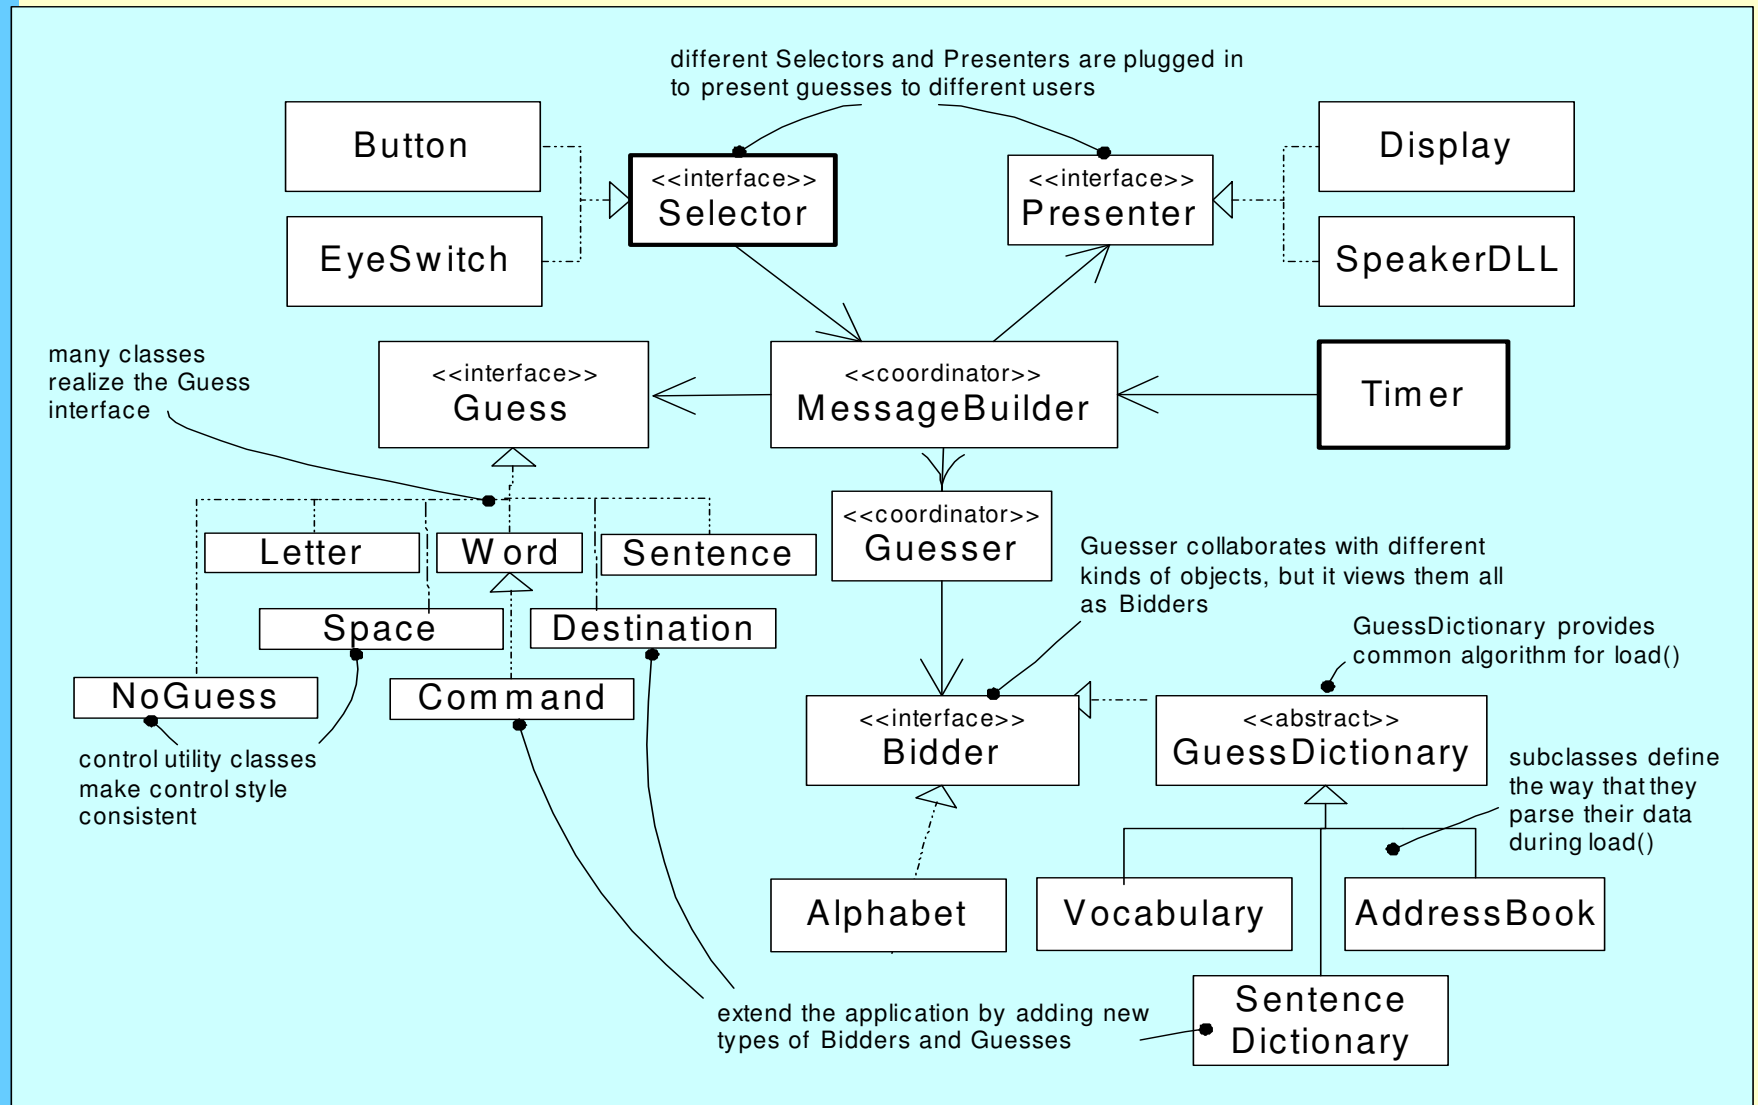 different Selectors and Presenters are plugged in
to present guesses to different users
Button
<<interface>>
Selector
<<interface>>
Presenter
Display
EyeSwitch
SpeakerDLL
many classes
realize the Guess
interface
<<interface>>
Guess
<<coordinator>>
MessageBuilder
Timer
<<coordinator>>
Guesser
Letter
Word
Sentence
Guesser collaborates with different
kinds of objects, but it views them all
as Bidders
Space
Destination
GuessDictionary provides
common algorithm for load()
NoGuess
Command
<<interface>>
Bidder
<<abstract>>
GuessDictionary
control utility classes
make control style
consistent
subclasses define
the way that they
parse their data
during load()
Alphabet
Vocabulary
AddressBook
extend the application by adding new
types of Bidders and Guesses
Sentence
Dictionary